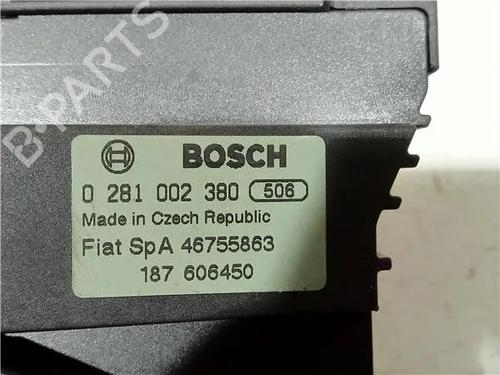 B-PARTS
BOSCH
0 281 002 380 506
Made in Czech Republic
Fiat SpA 46755863
187 606450